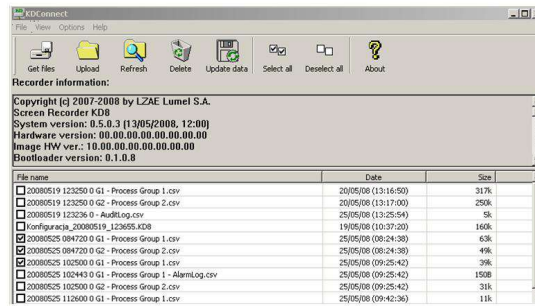 KDConnect
File View Options Help
Get files Upload Refresh Delete Update data Select all Deselect all About
Recorder information:
Copyright (c) 2007-2008 by LZAE Lumel S.A.
Screen Recorder KD8
System version: 0.5.0.3 (13/05/2008, 12:00)
Hardware version: 00.00.00.00.00.00.00.00
Image HW ver.: 10.00.00.00.00.00.00.00
Bootloader version: 0.1.0.8
File name Date Size
20080519 123250 0 G1 - Process Group 1.csv 20/05/08 (13:16:50) 317k
20080519 123250 0 G2 - Process Group 2.csv 20/05/08 (13:17:00) 250k
20080519 123236 0 - AuditLog.csv 25/05/08 (13:25:54) 5k
Konfiguracja_20080519_123655.KD8 19/05/08 (10:37:20) 160k
20080525 084720 0 G1 - Process Group 1.csv 25/05/08 (08:24:38) 63k
20080525 084720 0 G2 - Process Group 2.csv 25/05/08 (08:24:38) 49k
20080525 102500 0 G1 - Process Group 1.csv 25/05/08 (09:25:42) 39k
20080525 102443 0 G1 - Process Group 1 - AlarmLog.csv 25/05/08 (09:25:42) 150B
20080525 102500 0 G2 - Process Group 2.csv 25/05/08 (09:25:42) 31k
20080525 112600 0 G1 - Process Group 1.csv 25/05/08 (09:42:36) 11k